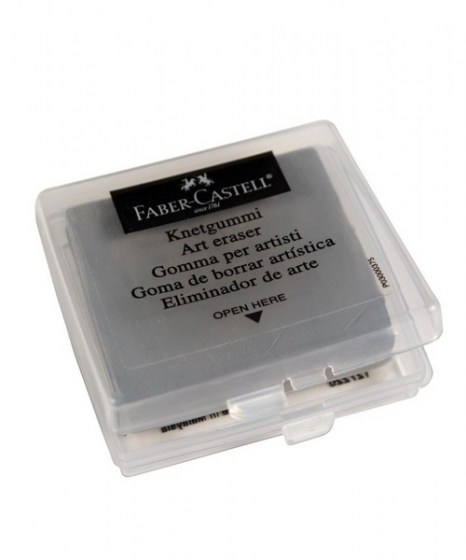 FABER-CASTELL®
since 1761
Knetgummi
Art eraser
Gomma per artisti
Goma de borrar artística
Eliminador de arte
OPEN HERE